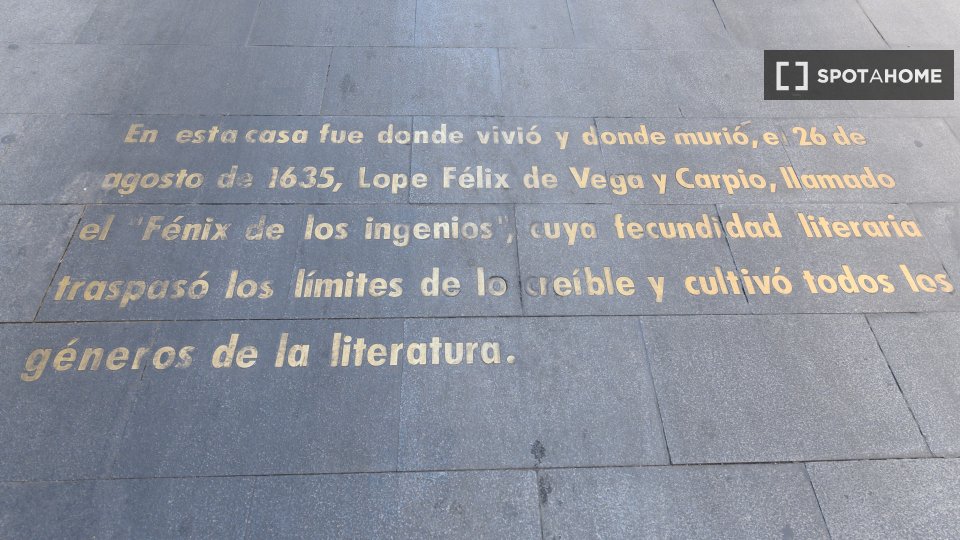 SPOTAHOME
En esta casa fue donde vivió y donde murió, el 26 de
agosto de 1635, Lope Félix de Vega y Carpio, llamado
el "Fénix de los ingenios", cuya fecundidad literaria
traspasó los límites de lo creíble y cultivó todos los
géneros de la literatura.